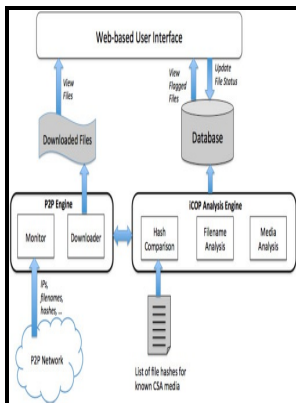 Web-based User Interface
View
Files
View
Flagged
Files
Update
File Status
Downloaded Files
Database
P2P Engine
Monitor
Downloader
iCOP Analysis Engine
Hash
Comparison
Filename
Analysis
Media
Analysis
IPs,
filenames,
hashes, ...
P2P Network
List of file hashes for
known CSA media